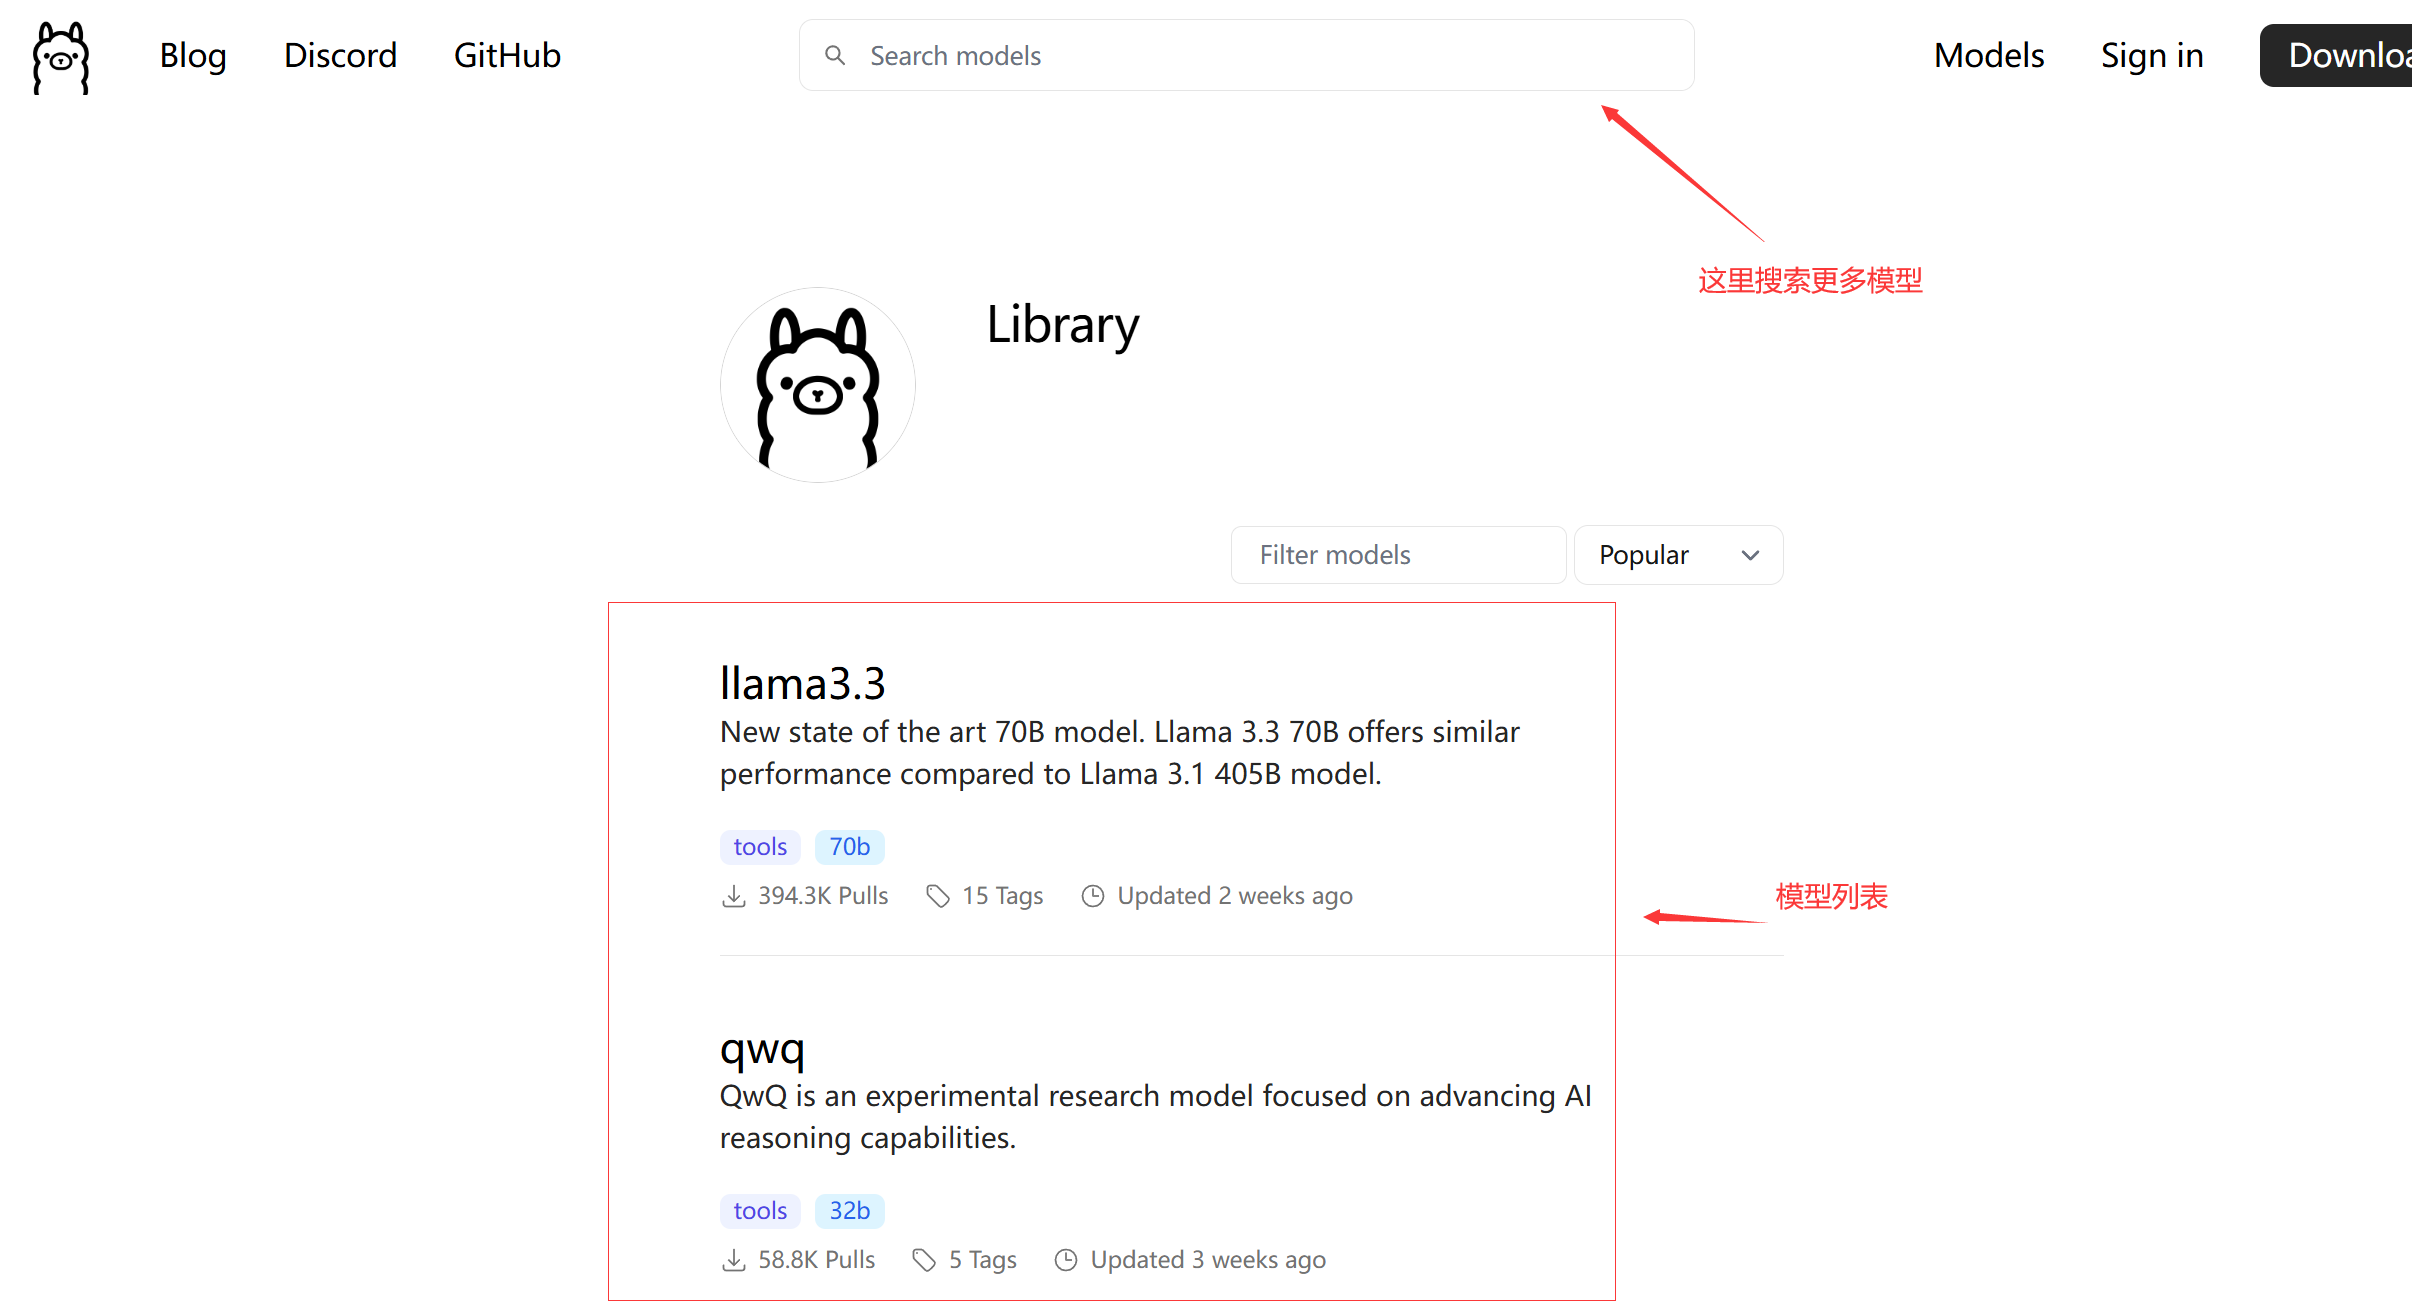 Blog Discord GitHub Search models Models Sign in Downloa
这里搜索更多模型
Library
Filter models Popular
llama3.3
New state of the art 70B model. Llama 3.3 70B offers similar
performance compared to Llama 3.1 405B model.
tools 70b
394.3K Pulls 15 Tags Updated 2 weeks ago
模型列表
qwq
QwQ is an experimental research model focused on advancing AI
reasoning capabilities.
tools 32b
58.8K Pulls 5 Tags Updated 3 weeks ago